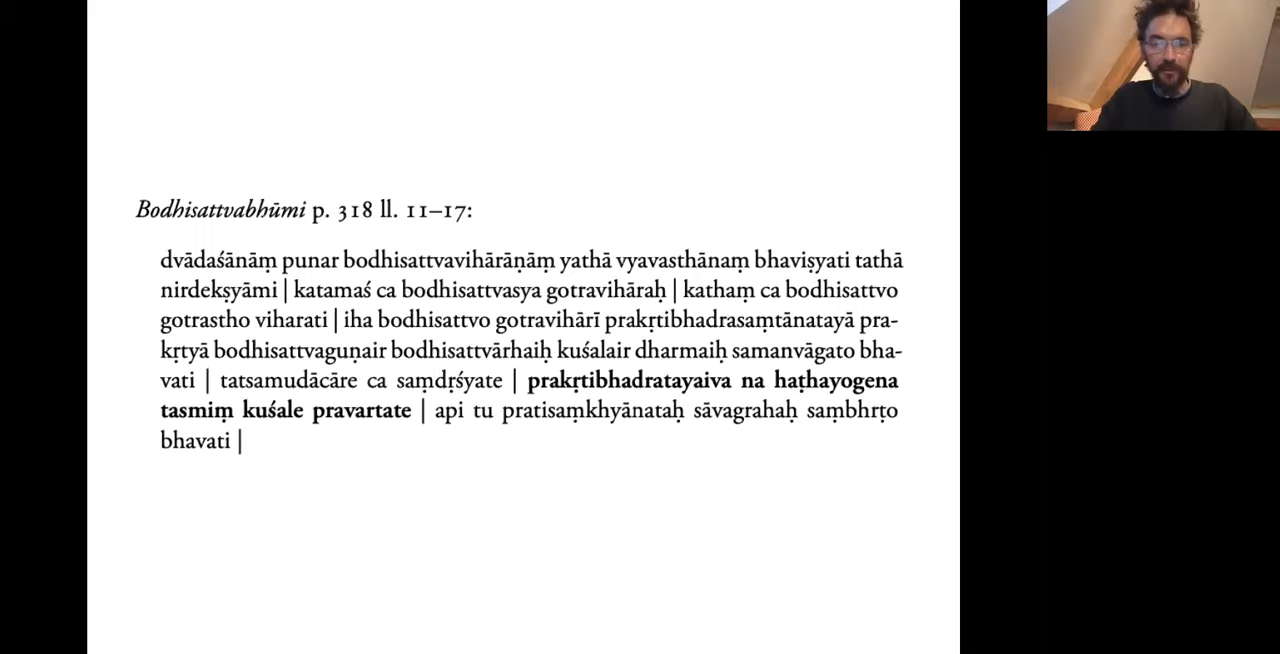 Bodhisattvabhūmi p. 318 ll. 11–17:
dvādaśānāṃ punar bodhisattvavihārāṇāṃ yathā vyavasthānaṃ bhaviṣyati tathā
nirdekṣyāmi | katamaś ca bodhisattvasya gotravihāraḥ | kathaṃ ca bodhisattvo
gotrastho viharati | iha bodhisattvo gotravihārī prakṛtibhadrasaṃtānatayā pra-
kṛtyā bodhisattvaguṇair bodhisattvārhaiḥ kuśalair dharmaiḥ samanvāgato bha-
vati | tatsamudācāre ca saṃdṛśyate | prakṛtibhadratayaiva na haṭhayogena
tasmiṃ kuśale pravartate | api tu pratisaṃkhyānataḥ sāvagrahaḥ saṃbhṛto
bhavati |